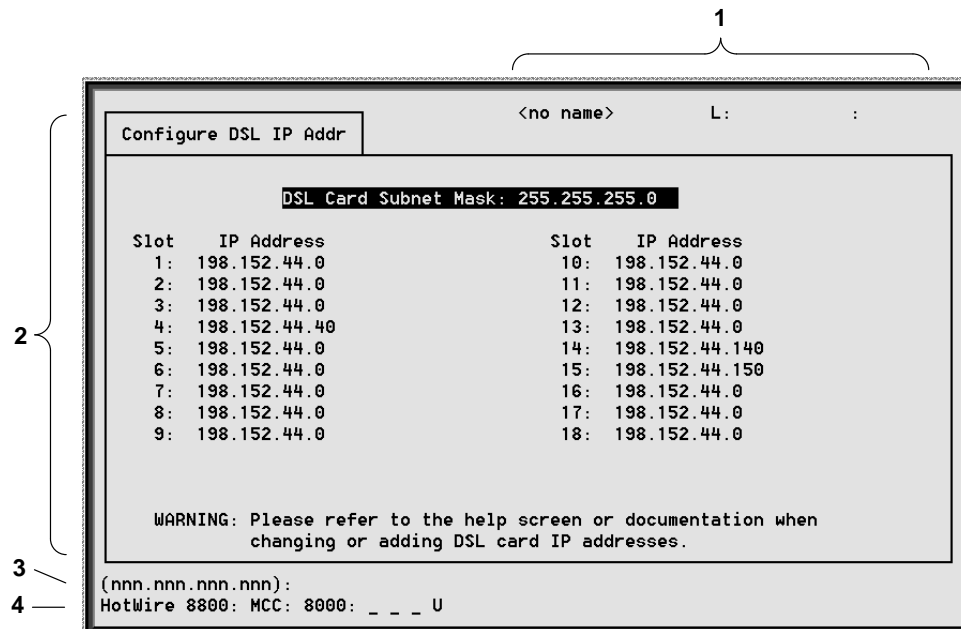 1
<no name> L: :
Configure DSL IP Addr
DSL Card Subnet Mask: 255.255.255.0
Slot IP Address Slot IP Address
1: 198.152.44.0 10: 198.152.44.0
2: 198.152.44.0 11: 198.152.44.0
3: 198.152.44.0 12: 198.152.44.0
2 4: 198.152.44.40 13: 198.152.44.0
5: 198.152.44.0 14: 198.152.44.140
6: 198.152.44.0 15: 198.152.44.150
7: 198.152.44.0 16: 198.152.44.0
8: 198.152.44.0 17: 198.152.44.0
9: 198.152.44.0 18: 198.152.44.0
WARNING: Please refer to the help screen or documentation when
changing or adding DSL card IP addresses.
3 (nnn.nnn.nnn.nnn):
4 HotWire 8800: MCC: 8000: _ _ _ U